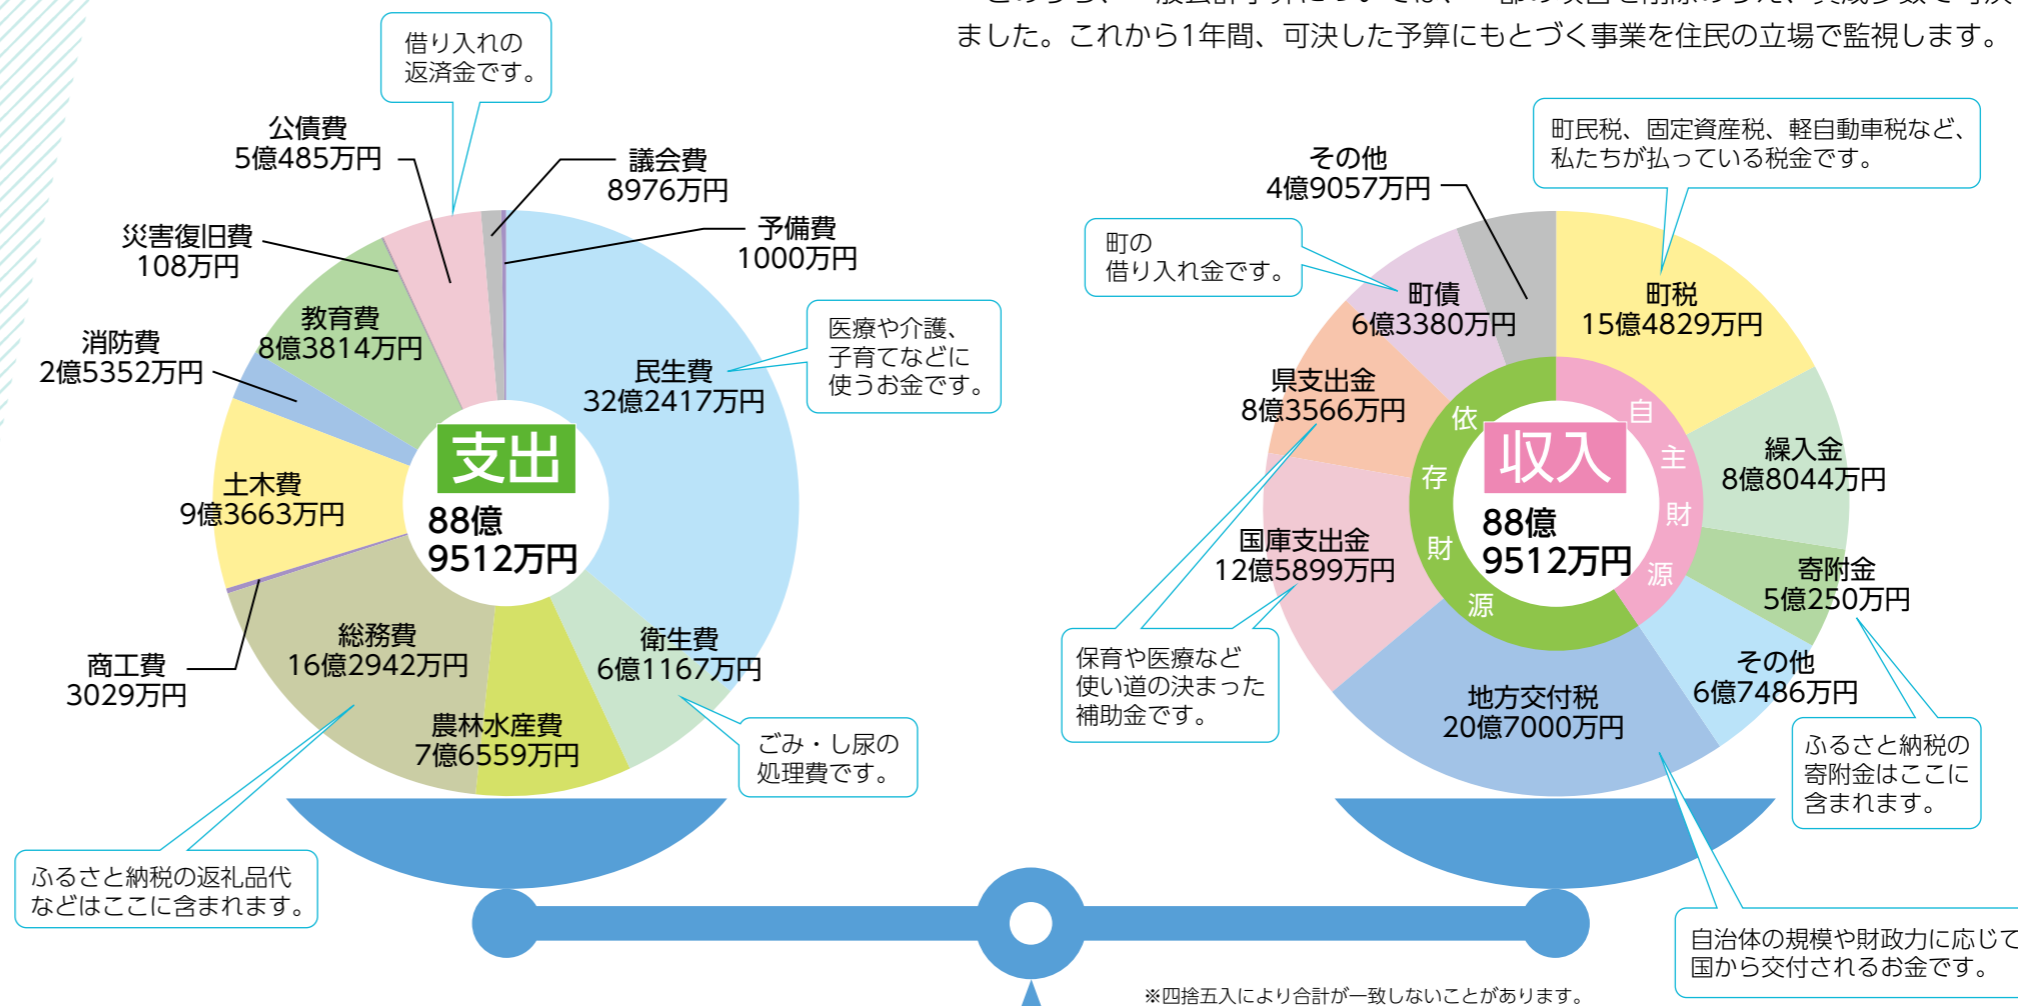 ました。これから1年間、可決した予算にもとづく事業を住民の立場で監視します。
借り入れの
返済金です。
公債費
5億485万円
議会費
8976万円
予備費
1000万円
災害復旧費
108万円
教育費
8億3814万円
消防費
2億5352万円
民生費
32億2417万円
医療や介護、
子育てなどに
使うお金です。
土木費
9億3663万円
支出
88億
9512万円
商工費
3029万円
総務費
16億2942万円
農林水産費
7億6559万円
衛生費
6億1167万円
ごみ・し尿の
処理費です。
ふるさと納税の返礼品代
などはここに含まれます。
町民税、固定資産税、軽自動車税など、
私たちが払っている税金です。
その他
4億9057万円
町の
借り入れ金です。
町債
6億3380万円
町税
15億4829万円
県支出金
8億3566万円
繰入金
8億8044万円
依存財源
自主財源
収入
88億
9512万円
国庫支出金
12億5899万円
寄附金
5億250万円
保育や医療など
使い道の決まった
補助金です。
その他
6億7486万円
地方交付税
20億7000万円
ふるさと納税の
寄附金はここに
含まれます。
自治体の規模や財政力に応じて
国から交付されるお金です。
※四捨五入により合計が一致しないことがあります。